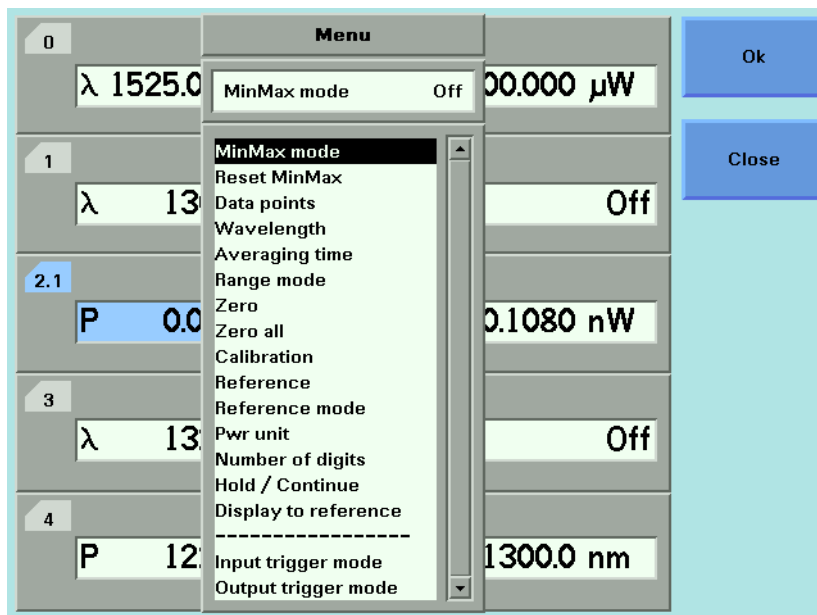 Menu
MinMax mode Off
MinMax mode
Reset MinMax
Data points
Wavelength
Averaging time
Range mode
Zero
Zero all
Calibration
Reference
Reference mode
Pwr unit
Number of digits
Hold / Continue
Display to reference
------------------
Input trigger mode
Output trigger mode
0
λ 1525.0 00.000 µW
1
λ 13 Off
2.1
P 0.0 0.1080 nW
3
λ 13 Off
4
P 12 1300.0 nm
Ok
Close